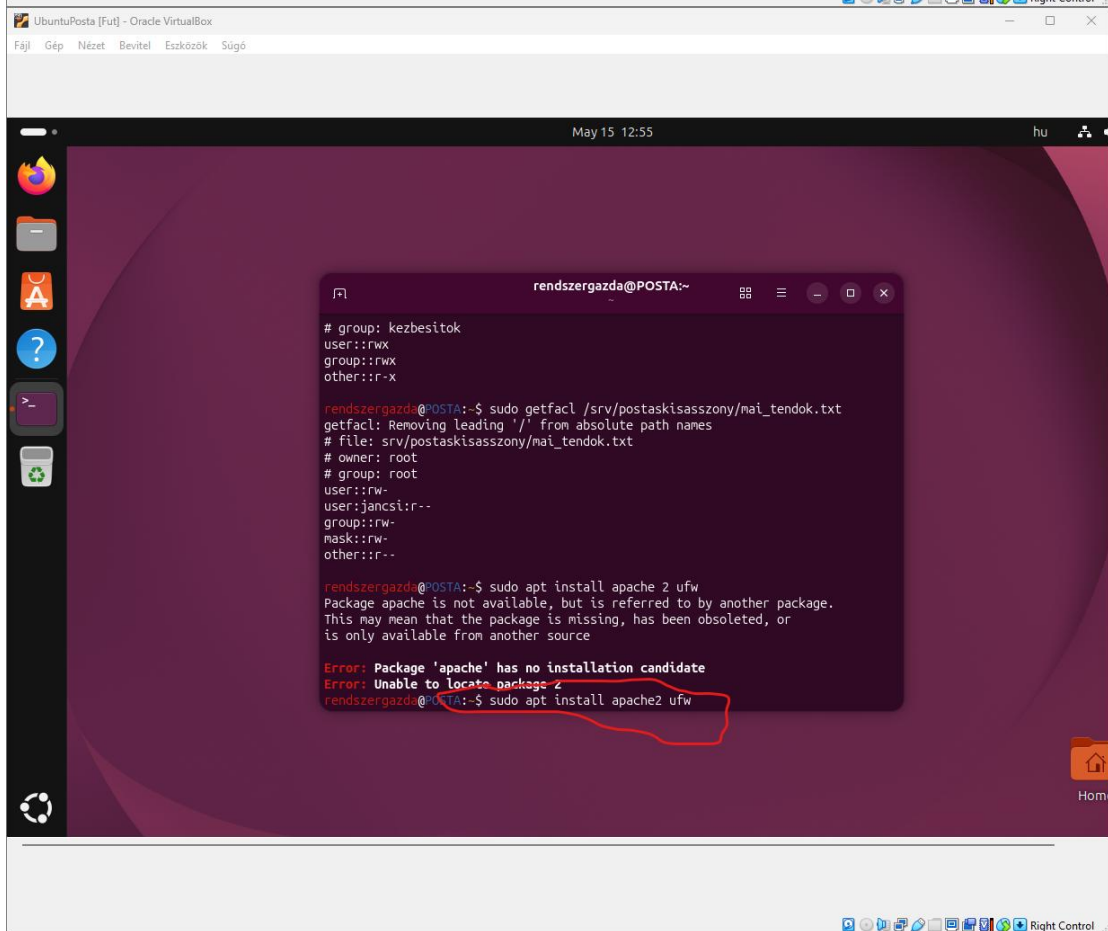 Right Control
UbuntuPosta [Fut] - Oracle VirtualBox
Fájl Gép Nézet Bevitel Eszközök Súgó
May 15 12:55
hu
rendszergazda@POSTA:~
~
# group: kezbesitok
user::rwx
group::rwx
other::r-x
rendszergazda@POSTA:~$ sudo getfacl /srv/postaskisasszony/mai_tendok.txt
getfacl: Removing leading '/' from absolute path names
# file: srv/postaskisasszony/mai_tendok.txt
# owner: root
# group: root
user::rw-
user:jancsi:r--
group::rw-
mask::rw-
other::r--
rendszergazda@POSTA:~$ sudo apt install apache 2 ufw
Package apache is not available, but is referred to by another package.
This may mean that the package is missing, has been obsoleted, or
is only available from another source
Error: Package 'apache' has no installation candidate
Error: Unable to locate package 2
rendszergazda@POSTA:~$ sudo apt install apache2 ufw
Home
Right Control